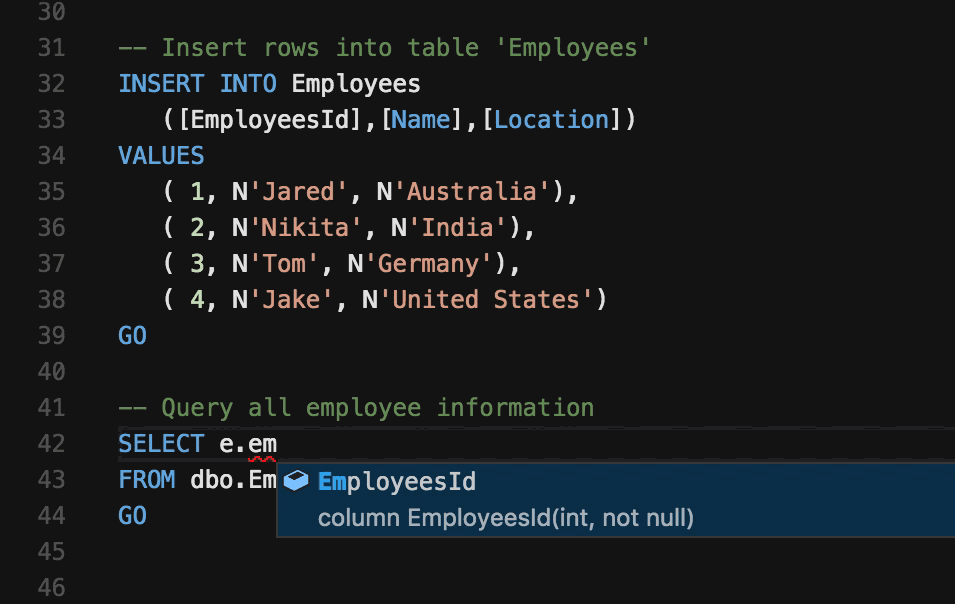 30
31 -- Insert rows into table 'Employees'
32 INSERT INTO Employees
33 ([EmployeesId],[Name],[Location])
34 VALUES
35 ( 1, N'Jared', N'Australia'),
36 ( 2, N'Nikita', N'India'),
37 ( 3, N'Tom', N'Germany'),
38 ( 4, N'Jake', N'United States')
39 GO
40
41 -- Query all employee information
42 SELECT e.em
43 FROM dbo.Em
EmployeesId
44 GO
column EmployeesId(int, not null)
45
46